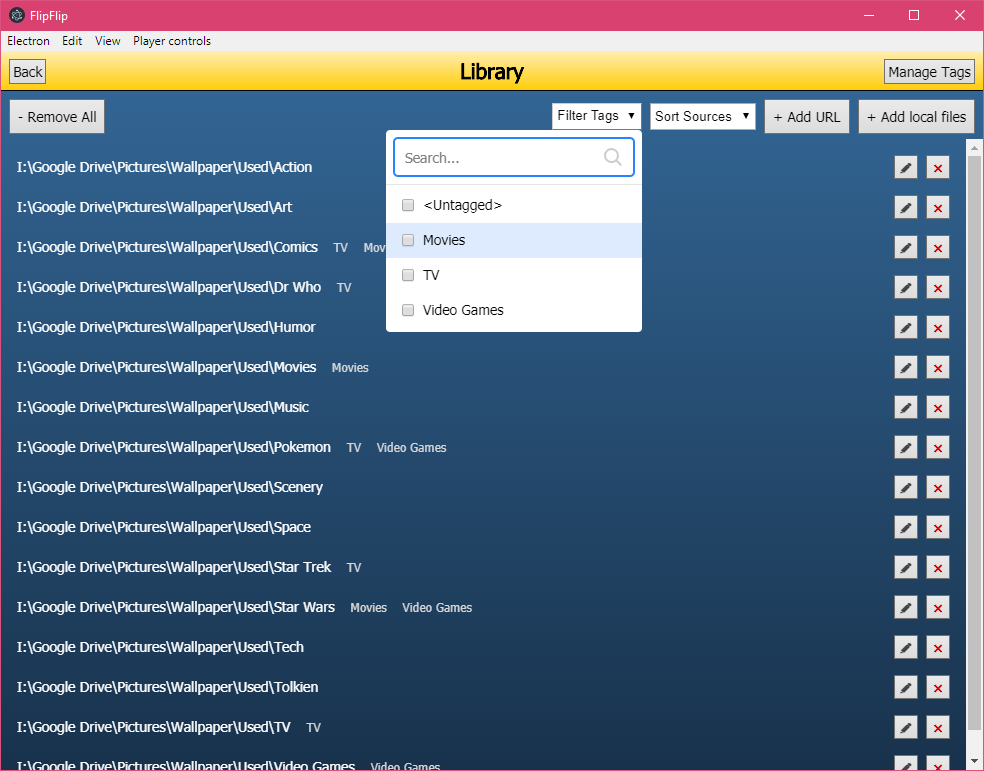 FlipFlip
Electron Edit View Player controls
Back Library Manage Tags
- Remove All Filter Tags ▼ Sort Sources ▼ + Add URL + Add local files
Search...
I:\Google Drive\Pictures\Wallpaper\Used\Action
<Untagged>
I:\Google Drive\Pictures\Wallpaper\Used\Art
Movies
I:\Google Drive\Pictures\Wallpaper\Used\Comics TV
TV
I:\Google Drive\Pictures\Wallpaper\Used\Dr Who TV
Video Games
I:\Google Drive\Pictures\Wallpaper\Used\Humor
I:\Google Drive\Pictures\Wallpaper\Used\Movies Movies
I:\Google Drive\Pictures\Wallpaper\Used\Music
I:\Google Drive\Pictures\Wallpaper\Used\Pokemon TV Video Games
I:\Google Drive\Pictures\Wallpaper\Used\Scenery
I:\Google Drive\Pictures\Wallpaper\Used\Space
I:\Google Drive\Pictures\Wallpaper\Used\Star Trek TV
I:\Google Drive\Pictures\Wallpaper\Used\Star Wars Movies Video Games
I:\Google Drive\Pictures\Wallpaper\Used\Tech
I:\Google Drive\Pictures\Wallpaper\Used\Tolkien
I:\Google Drive\Pictures\Wallpaper\Used\TV TV
I:\Google Drive\Pictures\Wallpaper\Used\Video Games Video Games